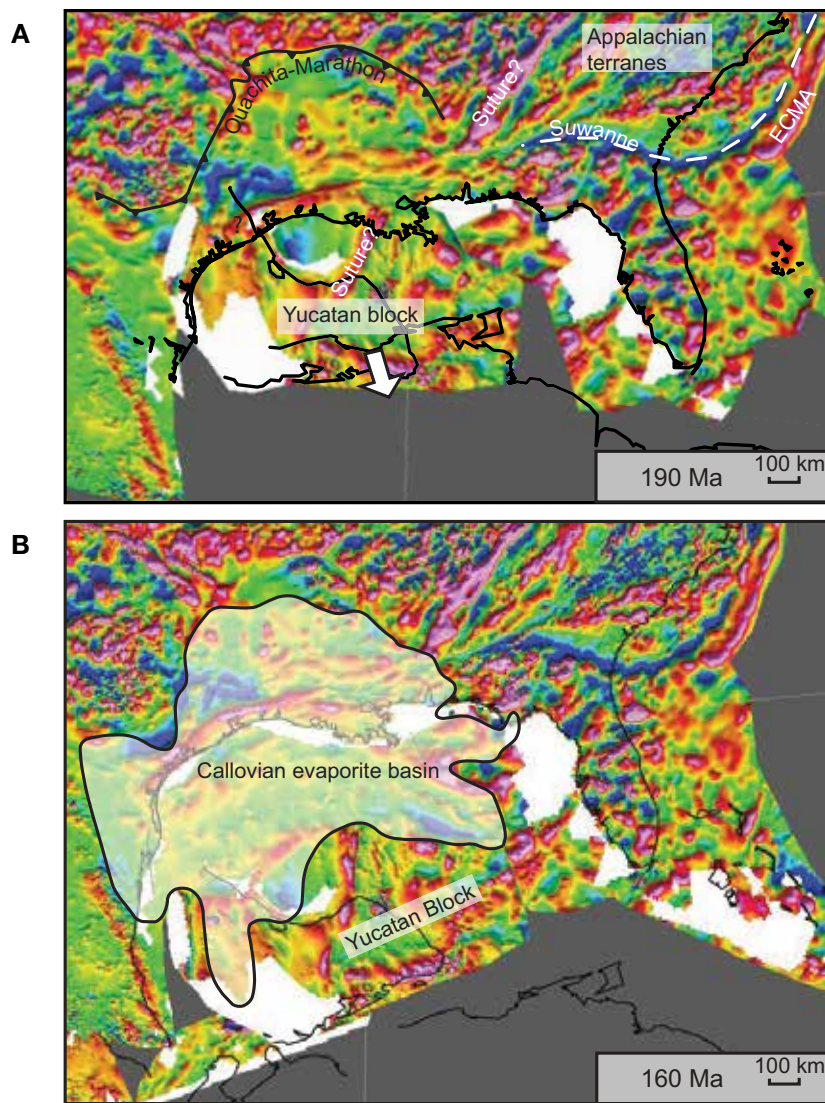 A
Ouachita-Marathon
Appalachian
terranes
Suture?
Suwanne
ECMA
?
Suture?
Yucatan block
190 Ma
100 km
B
Callovian evaporite basin
Yucatan Block
160 Ma
100 km